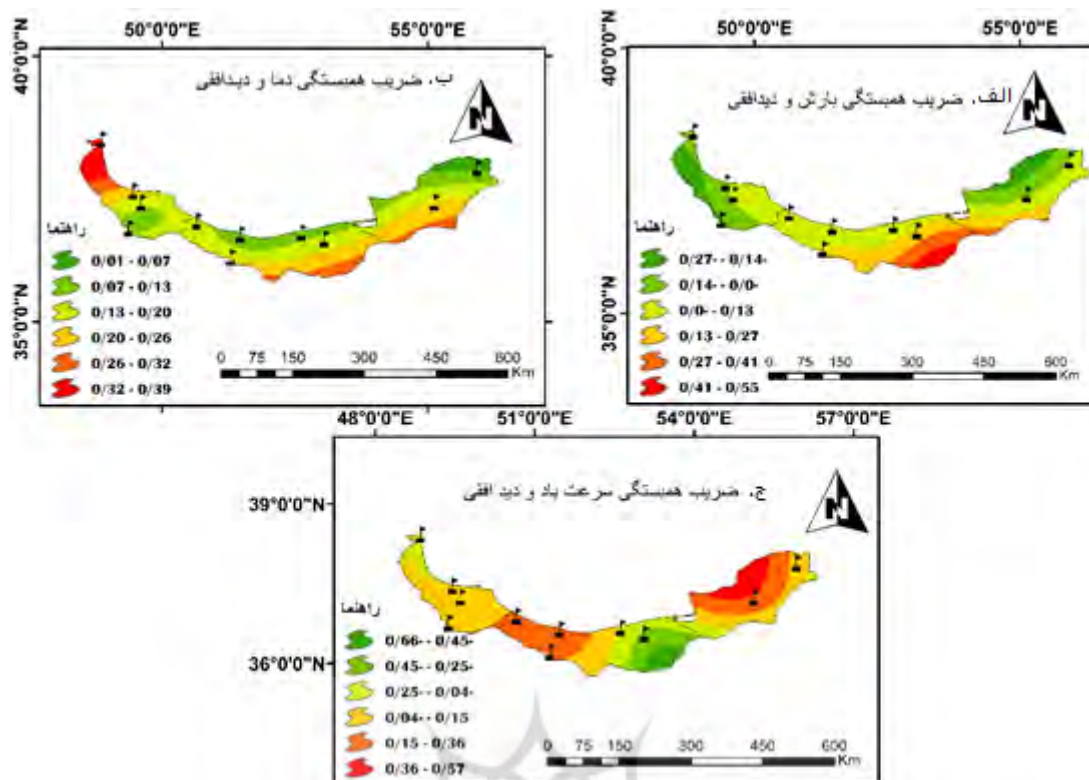 50°0'0"E 55°0'0"E
40°0'0"N
35°0'0"N
الف. ضریب همبستگی بارش و دیدافقی
N
راهنما
0/27- - 0/14-
0/14- - 0/0-
0/0- - 0/13
0/13 - 0/27
0/27 - 0/41
0/41 - 0/55
0 75 150 300 450 600
Km
50°0'0"E 55°0'0"E
40°0'0"N
35°0'0"N
ب. ضریب همبستگی دما و دیدافقی
N
راهنما
0/01 - 0/07
0/07 - 0/13
0/13 - 0/20
0/20 - 0/26
0/26 - 0/32
0/32 - 0/39
0 75 150 300 450 600
Km
48°0'0"E 51°0'0"E 54°0'0"E 57°0'0"E
39°0'0"N
36°0'0"N
ج. ضریب همبستگی سرعت باد و دید افقی
N
راهنما
0/66- - 0/45-
0/45- - 0/25-
0/25- - 0/04-
0/04- - 0/15
0/15 - 0/36
0/36 - 0/57
0 75 150 300 450 600
Km